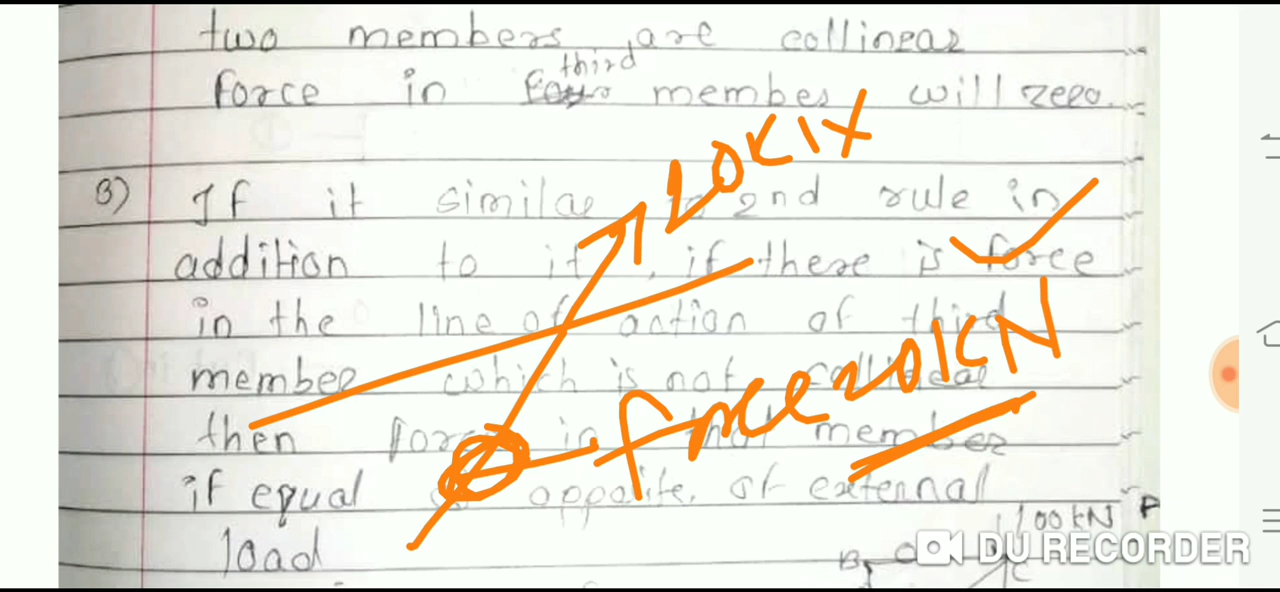 two members are collinear
third
force in member will zero.
3) If it similar to 2nd rule in
addition to it, if there is force
in the line of action of third
member which is not collineal
then force in that member
if equal opposite. of external
load
20KN
force 20KN
100 kN
B
C
DU RECORDER